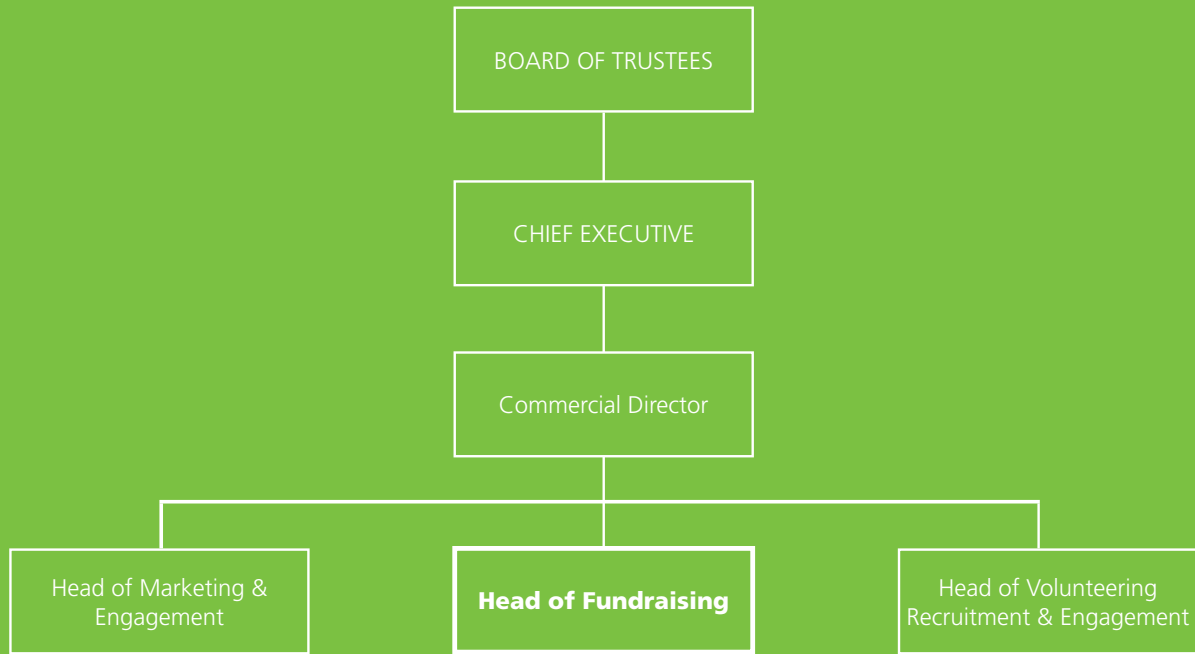 BOARD OF TRUSTEES
CHIEF EXECUTIVE
Commercial Director
Head of Marketing &
Engagement
Head of Fundraising
Head of Volunteering
Recruitment & Engagement